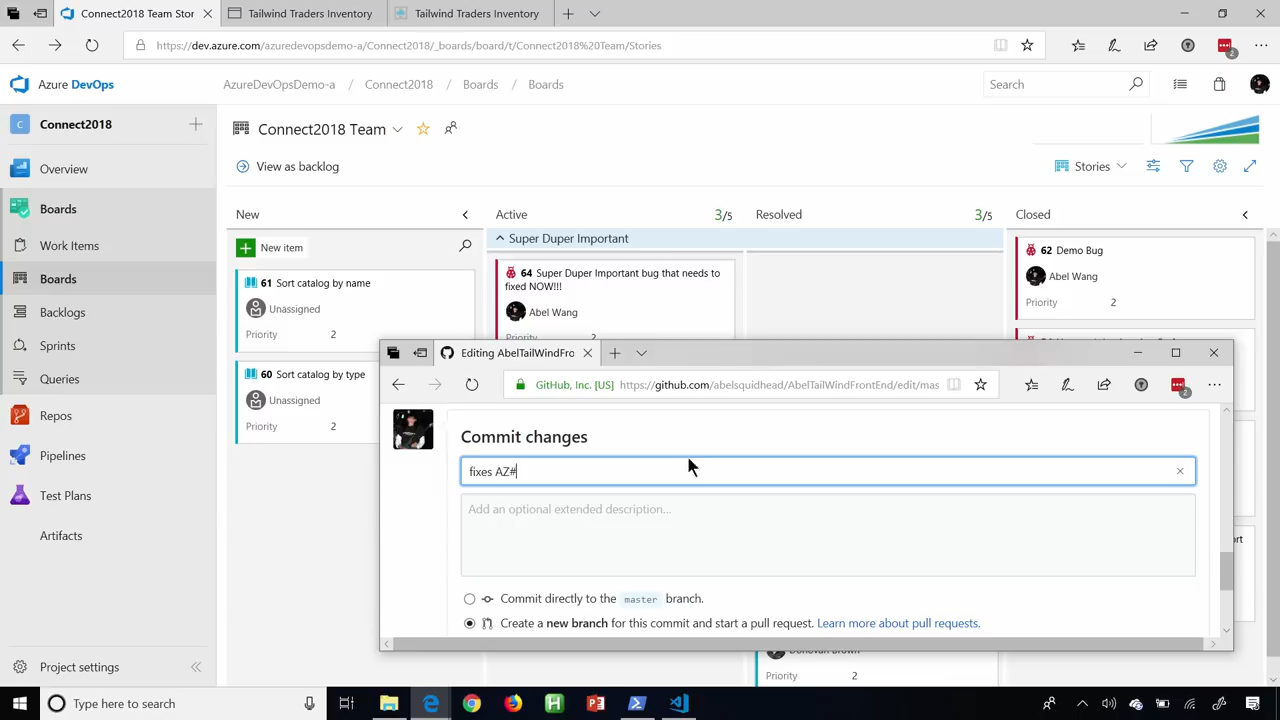 Connect2018 Team Stor
Tailwind Traders Inventory
Tailwind Traders Inventory
https://dev.azure.com/azuredevopsdemo-a/Connect2018/_boards/board/t/Connect2018%20Team/Stories
2
Azure DevOps
AzureDevOpsDemo-a / Connect2018 / Boards / Boards
Search
C
Connect2018
Overview
Boards
Work Items
Boards
Backlogs
Sprints
Queries
Repos
Pipelines
Test Plans
Artifacts
Project settings
Connect2018 Team
View as backlog
Stories
New
Active 3/5
Resolved 3/5
Closed
New item
Super Duper Important
61 Sort catalog by name
Unassigned
Priority 2
60 Sort catalog by type
Unassigned
Priority 2
64 Super Duper Important bug that needs to
fixed NOW!!!
Abel Wang
Priority 2
62 Demo Bug
Abel Wang
Priority 2
Donovan Brown
Priority 2
Editing AbelTailWindFro
GitHub, Inc. [US] https://github.com/abelsquidhead/AbelTailWindFrontEnd/edit/mas
2
Commit changes
fixes AZ#
Add an optional extended description...
Commit directly to the master branch.
Create a new branch for this commit and start a pull request. Learn more about pull requests.
Type here to search